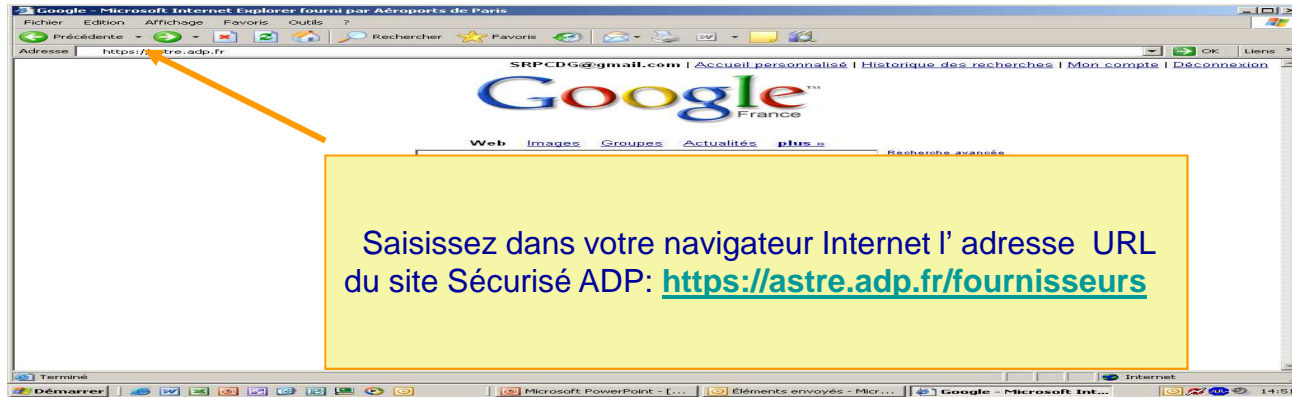 Google - Microsoft Internet Explorer fourni par Aéroports de Paris
Fichier Edition Affichage Favoris Outils ?
Précédente Rechercher Favoris
Adresse https://astre.adp.fr OK Liens »
SRPCDG@gmail.com | Accueil personnalisé | Historique des recherches | Mon compte | Déconnexion
Google™
France
Web Images Groupes Actualités plus »
Recherche avancée
Saisissez dans votre navigateur Internet l' adresse URL
du site Sécurisé ADP: https://astre.adp.fr/fournisseurs
Terminé Internet
Démarrer Microsoft PowerPoint - [... Éléments envoyés - Micr... Google - Microsoft Int... 14:51